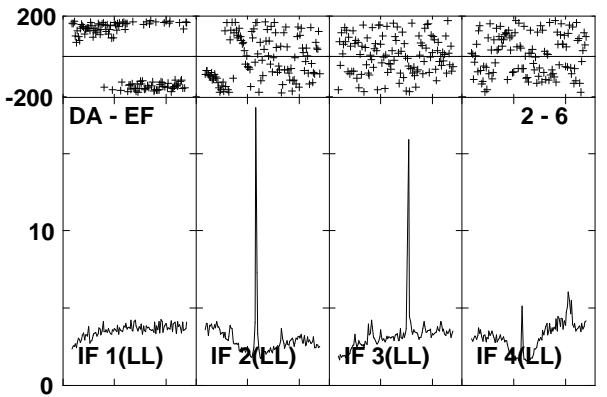 200
-200
DA - EF 2 - 6
10
IF 1(LL) IF 2(LL) IF 3(LL) IF 4(LL)
0